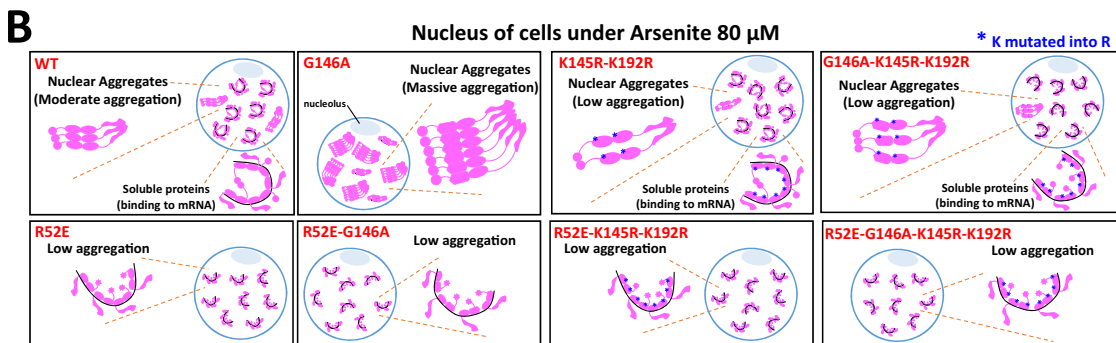 B
Nucleus of cells under Arsenite 80 µM
* K mutated into R
WT
Nuclear Aggregates
(Moderate aggregation)
Soluble proteins
(binding to mRNA)
G146A
Nuclear Aggregates
(Massive aggregation)
nucleolus
K145R-K192R
Nuclear Aggregates
(Low aggregation)
Soluble proteins
(binding to mRNA)
G146A-K145R-K192R
Nuclear Aggregates
(Low aggregation)
Soluble proteins
(binding to mRNA)
R52E
Low aggregation
R52E-G146A
Low aggregation
R52E-K145R-K192R
Low aggregation
R52E-G146A-K145R-K192R
Low aggregation